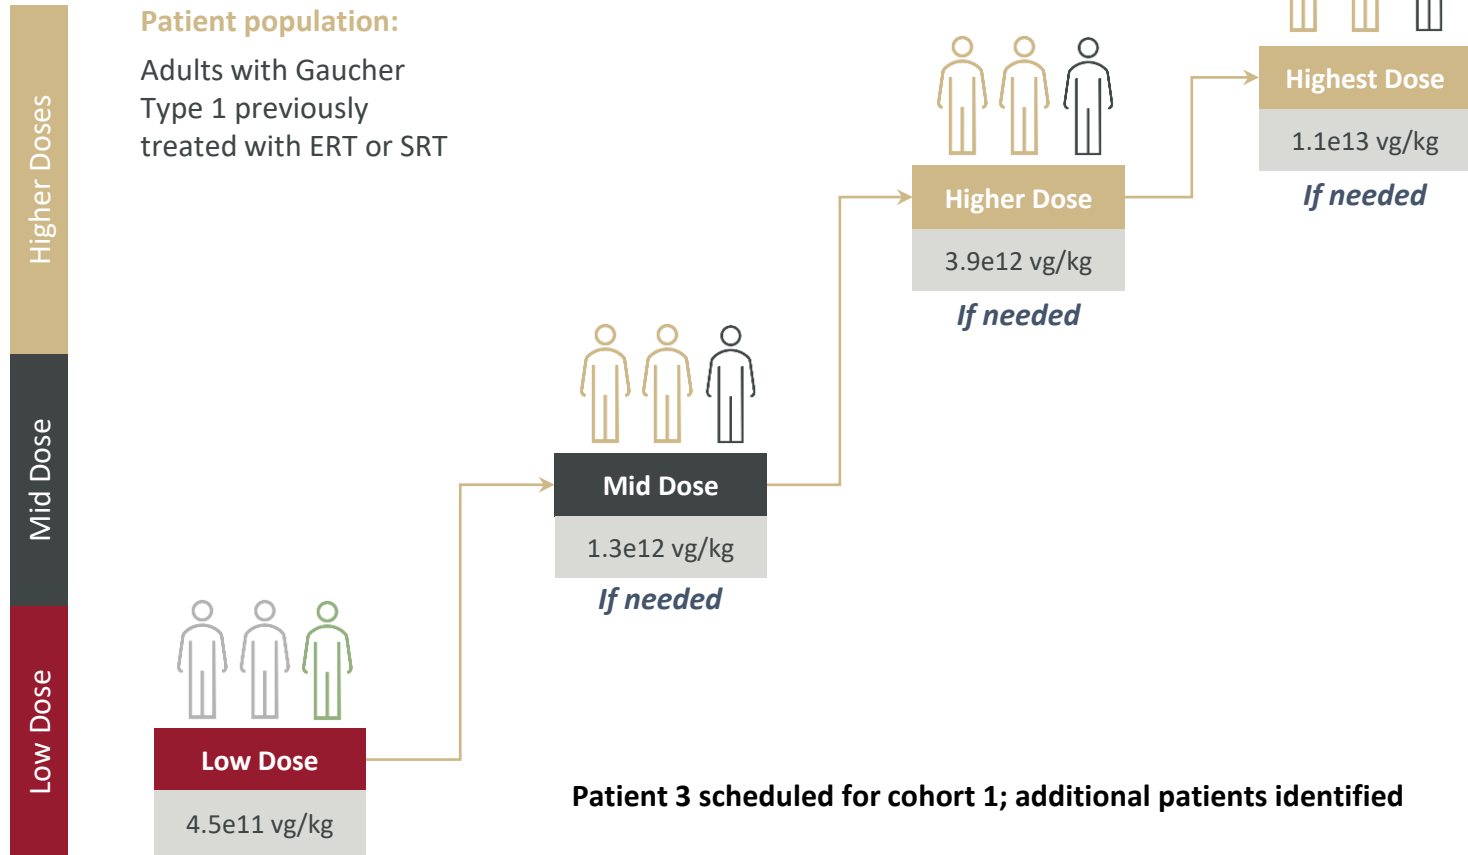 Patient population:
Adults with Gaucher
Type 1 previously
treated with ERT or SRT
Higher Doses
Mid Dose
Low Dose
Highest Dose
1.1e13 vg/kg
If needed
Higher Dose
3.9e12 vg/kg
If needed
Mid Dose
1.3e12 vg/kg
If needed
Low Dose
4.5e11 vg/kg
Patient 3 scheduled for cohort 1; additional patients identified